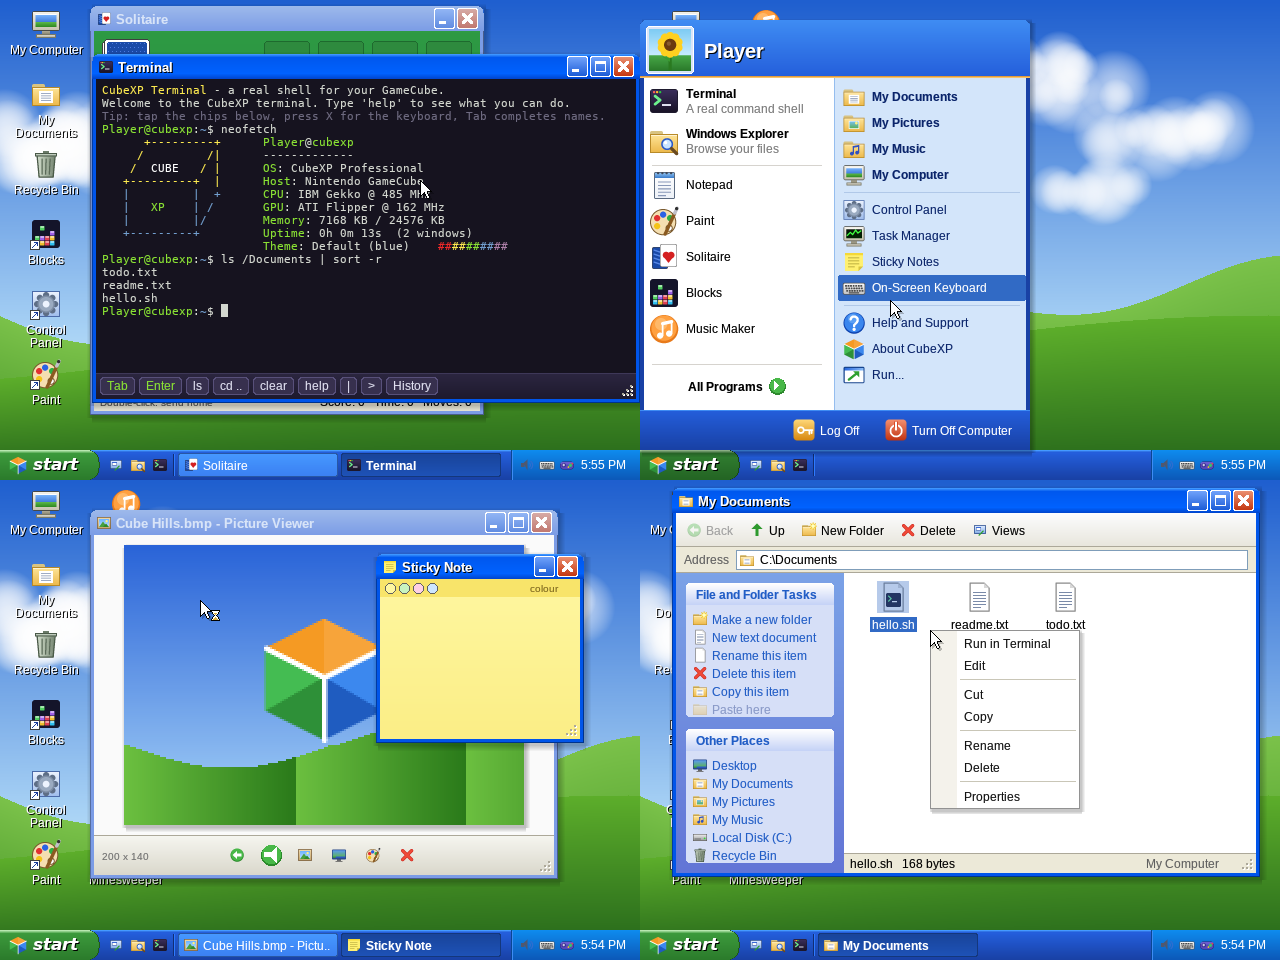 My Computer
My
Documents
Recycle Bin
Blocks
Control
Panel
Paint
Solitaire
Terminal
CubeXP Terminal - a real shell for your GameCube.
Welcome to the CubeXP terminal. Type 'help' to see what you can do.
Tip: tap the chips below, press X for the keyboard, Tab completes names.
Player@cubexp:~$ neofetch
+---------+ Player@cubexp
/ /| -------------
/ CUBE / | OS: CubeXP Professional
+---------+ | Host: Nintendo GameCube
| | + CPU: IBM Gekko @ 485 MHz
| XP | / GPU: ATI Flipper @ 162 MHz
| |/ Memory: 7168 KB / 24576 KB
+---------+ Uptime: 0h 0m 13s (2 windows)
Theme: Default (blue) ##########
Player@cubexp:~$ ls /Documents | sort -r
todo.txt
readme.txt
hello.sh
Player@cubexp:~$
Tab Enter ls cd .. clear help | > History
Double-click: send home Score: 0 Time: 0 Moves: 0
start Solitaire Terminal 5:55 PM
Player
Terminal
A real command shell
Windows Explorer
Browse your files
Notepad
Paint
Solitaire
Blocks
Music Maker
All Programs
My Documents
My Pictures
My Music
My Computer
Control Panel
Task Manager
Sticky Notes
On-Screen Keyboard
Help and Support
About CubeXP
Run...
Log Off Turn Off Computer
start 5:55 PM
My Computer
My
Documents
Recycle Bin
Blocks
Control
Panel
Paint
Minesweeper
Cube Hills.bmp - Picture Viewer
Sticky Note
colour
200 x 140
start Cube Hills.bmp - Pictu.. Sticky Note 5:54 PM
My Documents
Back Up New Folder Delete Views
Address C:\Documents
File and Folder Tasks
Make a new folder
New text document
Rename this item
Delete this item
Copy this item
Paste here
Other Places
Desktop
My Documents
My Pictures
My Music
Local Disk (C:)
Recycle Bin
hello.sh readme.txt todo.txt
Run in Terminal
Edit
Cut
Copy
Rename
Delete
Properties
hello.sh 168 bytes My Computer
Paint Minesweeper
start My Documents 5:54 PM